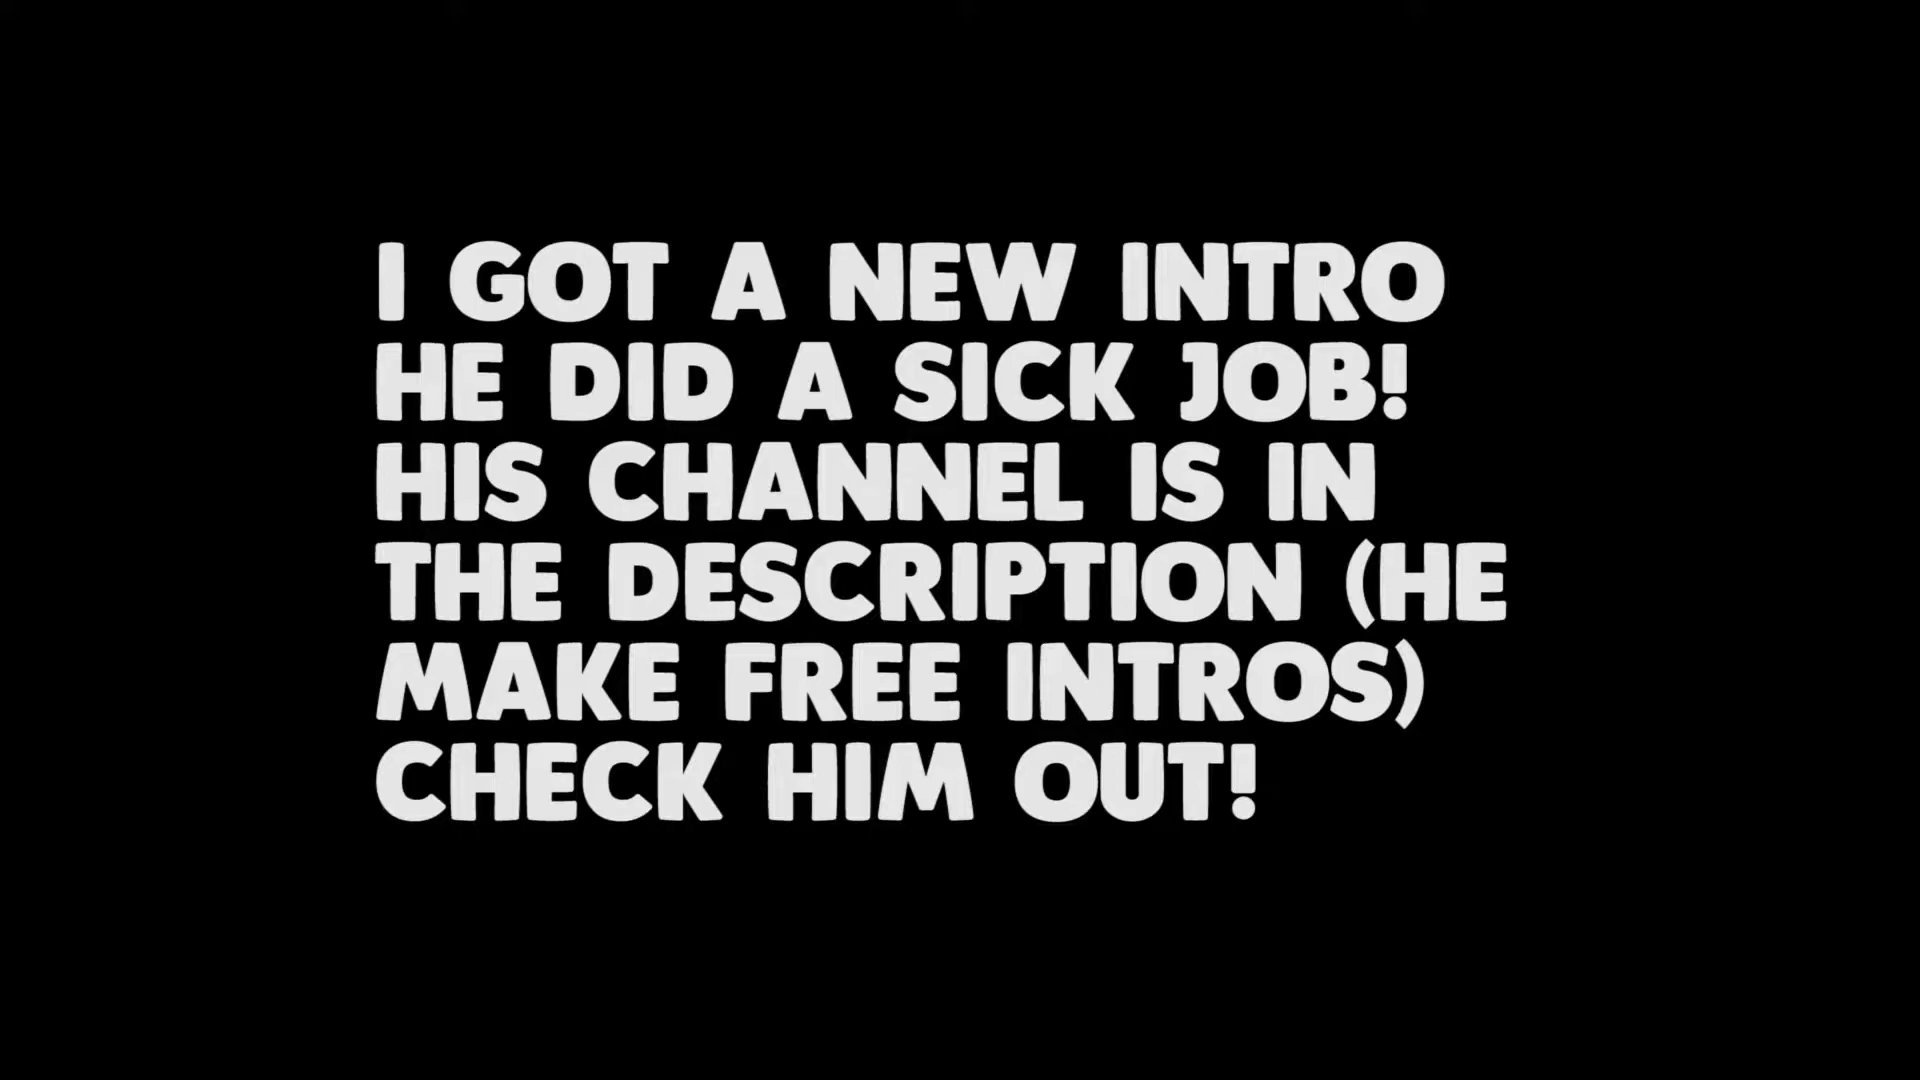 I GOT A NEW INTRO
HE DID A SICK JOB!
HIS CHANNEL IS IN
THE DESCRIPTION (HE
MAKE FREE INTROS)
CHECK HIM OUT!